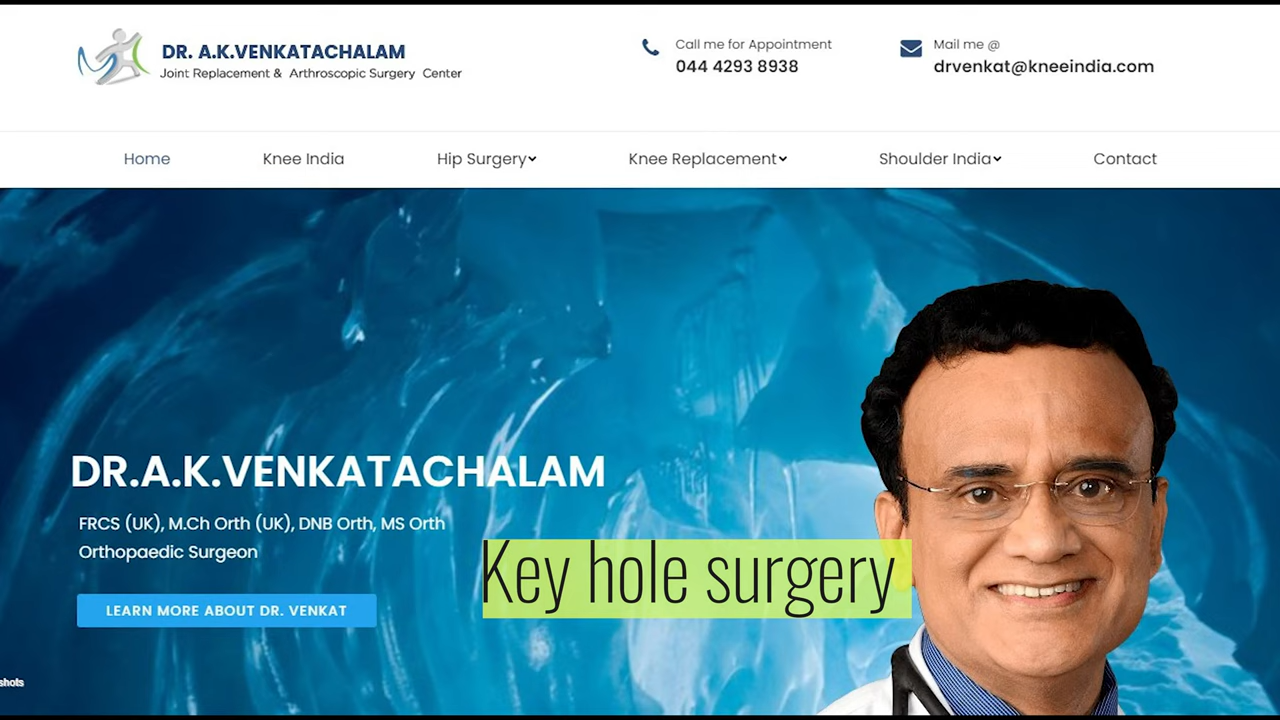 DR. A.K.VENKATACHALAM
Joint Replacement & Arthroscopic Surgery Center
Call me for Appointment
044 4293 8938
Mail me @
drvenkat@kneeindia.com
Home Knee India Hip Surgery Knee Replacement Shoulder India Contact
DR.A.K.VENKATACHALAM
FRCS (UK), M.Ch Orth (UK), DNB Orth, MS Orth
Orthopaedic Surgeon
Key hole surgery
LEARN MORE ABOUT DR. VENKAT
shots